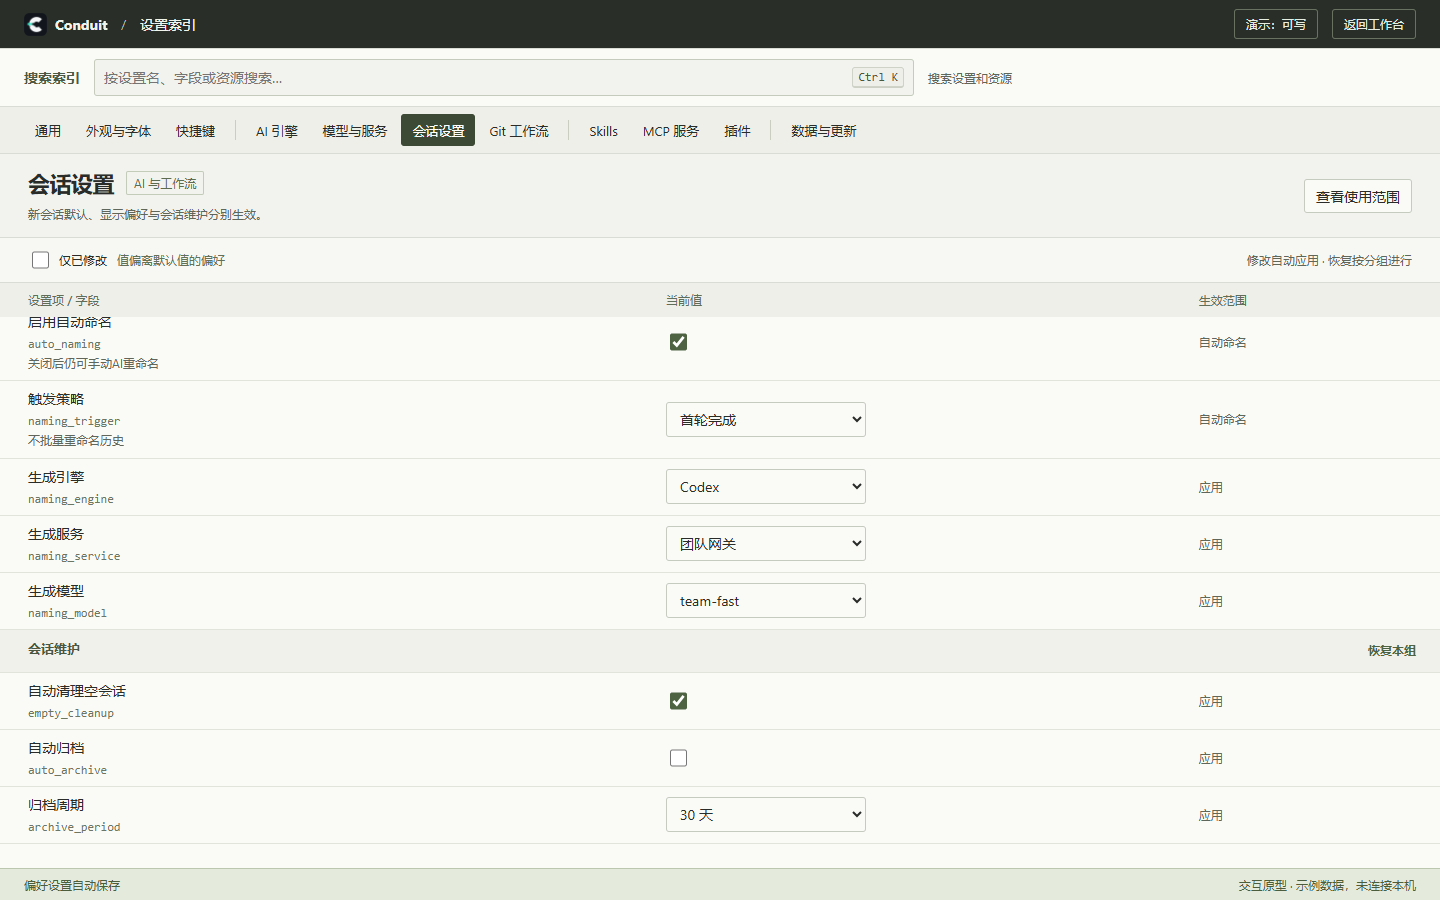 Conduit / 设置索引
演示：可写
返回工作台
搜索索引
按设置名、字段或资源搜索...
Ctrl K
搜索设置和资源
通用
外观与字体
快捷键
AI 引擎
模型与服务
会话设置
Git 工作流
Skills
MCP 服务
插件
数据与更新
会话设置
AI 与工作流
新会话默认、显示偏好与会话维护分别生效。
查看使用范围
仅已修改
值偏离默认值的偏好
修改自动应用 · 恢复按分组进行
设置项 / 字段
当前值
生效范围
启用自动命名
auto_naming
关闭后仍可手动AI重命名
自动命名
触发策略
naming_trigger
不批量重命名历史
首轮完成
自动命名
生成引擎
naming_engine
Codex
应用
生成服务
naming_service
团队网关
应用
生成模型
naming_model
team-fast
应用
会话维护
恢复本组
自动清理空会话
empty_cleanup
应用
自动归档
auto_archive
应用
归档周期
archive_period
30 天
应用
偏好设置自动保存
交互原型 · 示例数据，未连接本机